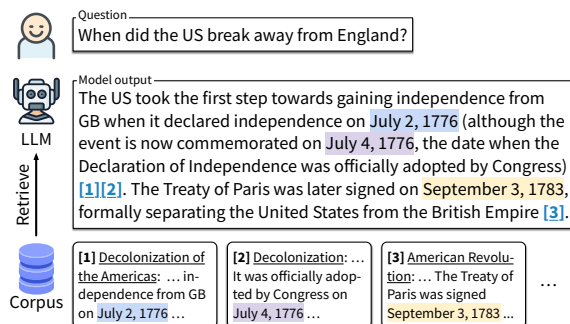 Question
When did the US break away from England?
Model output
The US took the first step towards gaining independence from
GB when it declared independence on July 2, 1776 (although the
event is now commemorated on July 4, 1776, the date when the
Declaration of Independence was officially adopted by Congress)
[1][2]. The Treaty of Paris was later signed on September 3, 1783,
formally separating the United States from the British Empire [3].
LLM
Retrieve
Corpus
[1] Decolonization of
the Americas: … in-
dependence from GB
on July 2, 1776 …
[2] Decolonization: …
It was officially adop-
ted by Congress on
July 4, 1776 …
[3] American Revolu-
tion: … The Treaty of
Paris was signed
September 3, 1783 ...
…